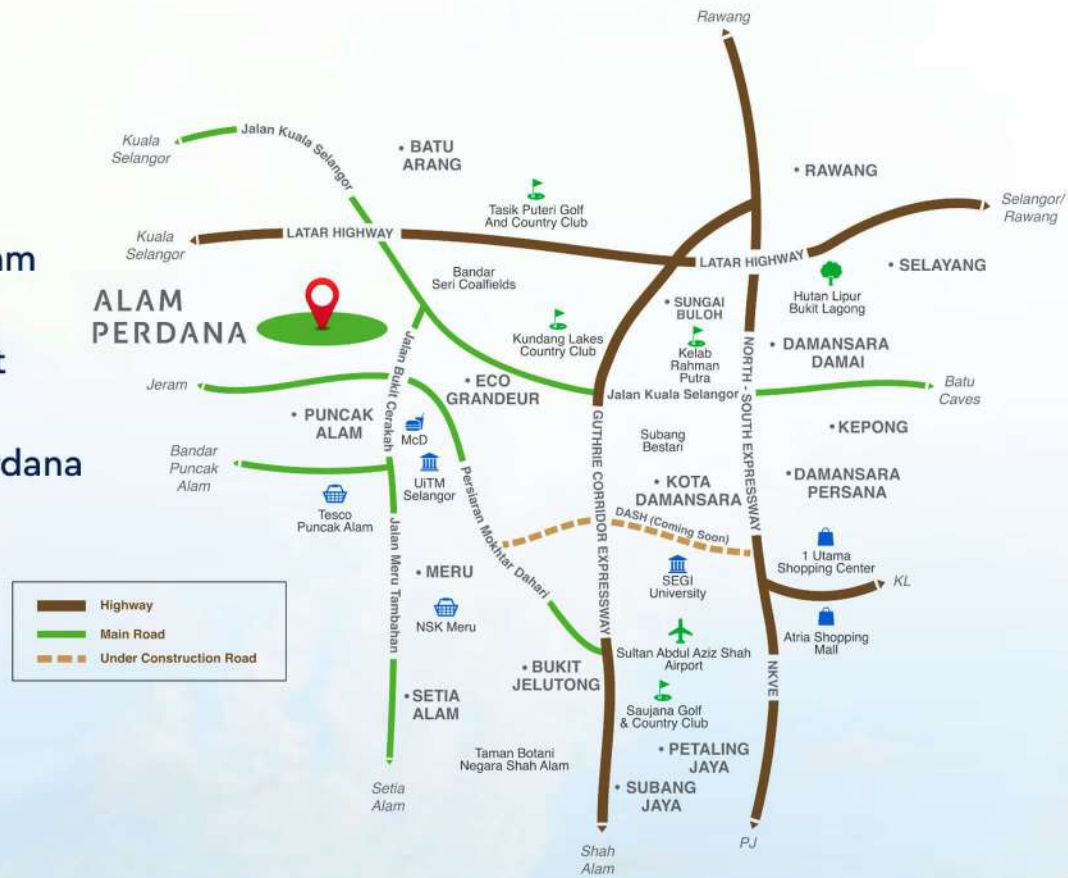 Rawang
Kuala
Selangor
Jalan Kuala Selangor
• BATU
ARANG
• RAWANG
Tasik Puteri Golf
And Country Club
Selangor/
Rawang
Kuala
Selangor
LATAR HIGHWAY
LATAR HIGHWAY
Bandar
Seri Coalfields
• SELAYANG
Hutan Lipur
Bukit Lagong
ALAM
PERDANA
• SUNGAI
BULOH
Kundang Lakes
Country Club
Kelab
Rahman
Putra
• DAMANSARA
DAMAI
Jalan Bukit Cerakah
Jeram
• ECO
GRANDEUR
Jalan Kuala Selangor
NORTH - SOUTH EXPRESSWAY
Batu
Caves
• PUNCAK
ALAM
McD
GUTHRIE CORRIDOR EXPRESSWAY
Subang
Bestari
• KEPONG
Bandar
Puncak
Alam
UiTM
Selangor
Persiaran Mokhtar Dahari
• KOTA
DAMANSARA
• DAMANSARA
PERSANA
Tesco
Puncak Alam
Jalan Meru Tambahan
DASH (Coming Soon)
1 Utama
Shopping Center
• MERU
SEGI
University
KL
NSK Meru
Atria Shopping
Mall
Highway
Main Road
Under Construction Road
Sultan Abdul Aziz Shah
Airport
NKVE
• BUKIT
JELUTONG
• SETIA
ALAM
Saujana Golf
& Country Club
Taman Botani
Negara Shah Alam
• PETALING
JAYA
• SUBANG
JAYA
Setia
Alam
Shah
Alam
PJ